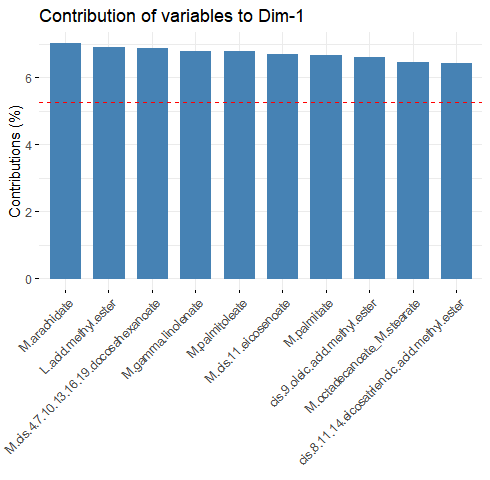 Contribution of variables to Dim-1
Contributions (%)
6
4
2
0
M.arachidate
L.acid.methyl.ester
M.cis.4.7.10.13.16.19.docosahexanoate
M.gamma.linolenate
M.palmitoleate
M.cis.11.eicosenoate
M.palmitate
cis.9.oleic.acid.methyl.ester
M.octadecanoate_M.stearate
cis.8.11.14.eicosatrienoic.acid.methyl.ester